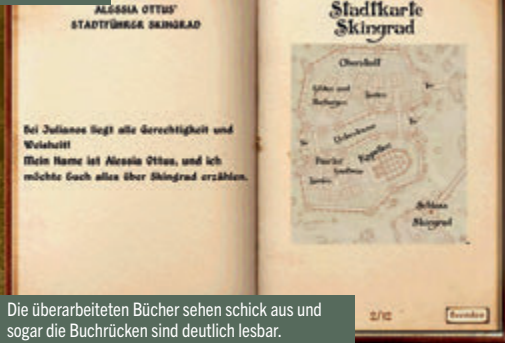 ALESSIA OTTUS'
STADTFÜHRER SKINGRAD
Bei Julianos liegt alle Gerechtigkeit und
Weisheit!
Mein Name ist Alessia Ottus, und ich
möchte Euch alles über Skingrad erzählen.
Stadtkarte
Skingrad
Schloss
Skingrad
2/12
Beenden
Die überarbeiteten Bücher sehen schick aus und
sogar die Buchrücken sind deutlich lesbar.